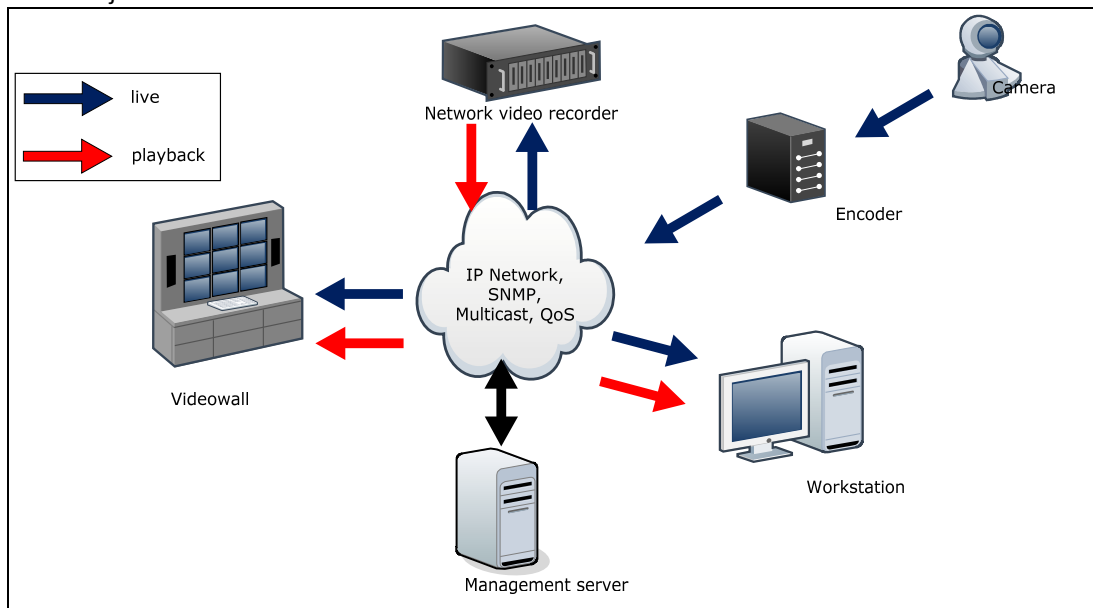 Network video recorder
Camera
live
playback
Encoder
IP Network,
SNMP,
Multicast, QoS
Videowall
Workstation
Management server